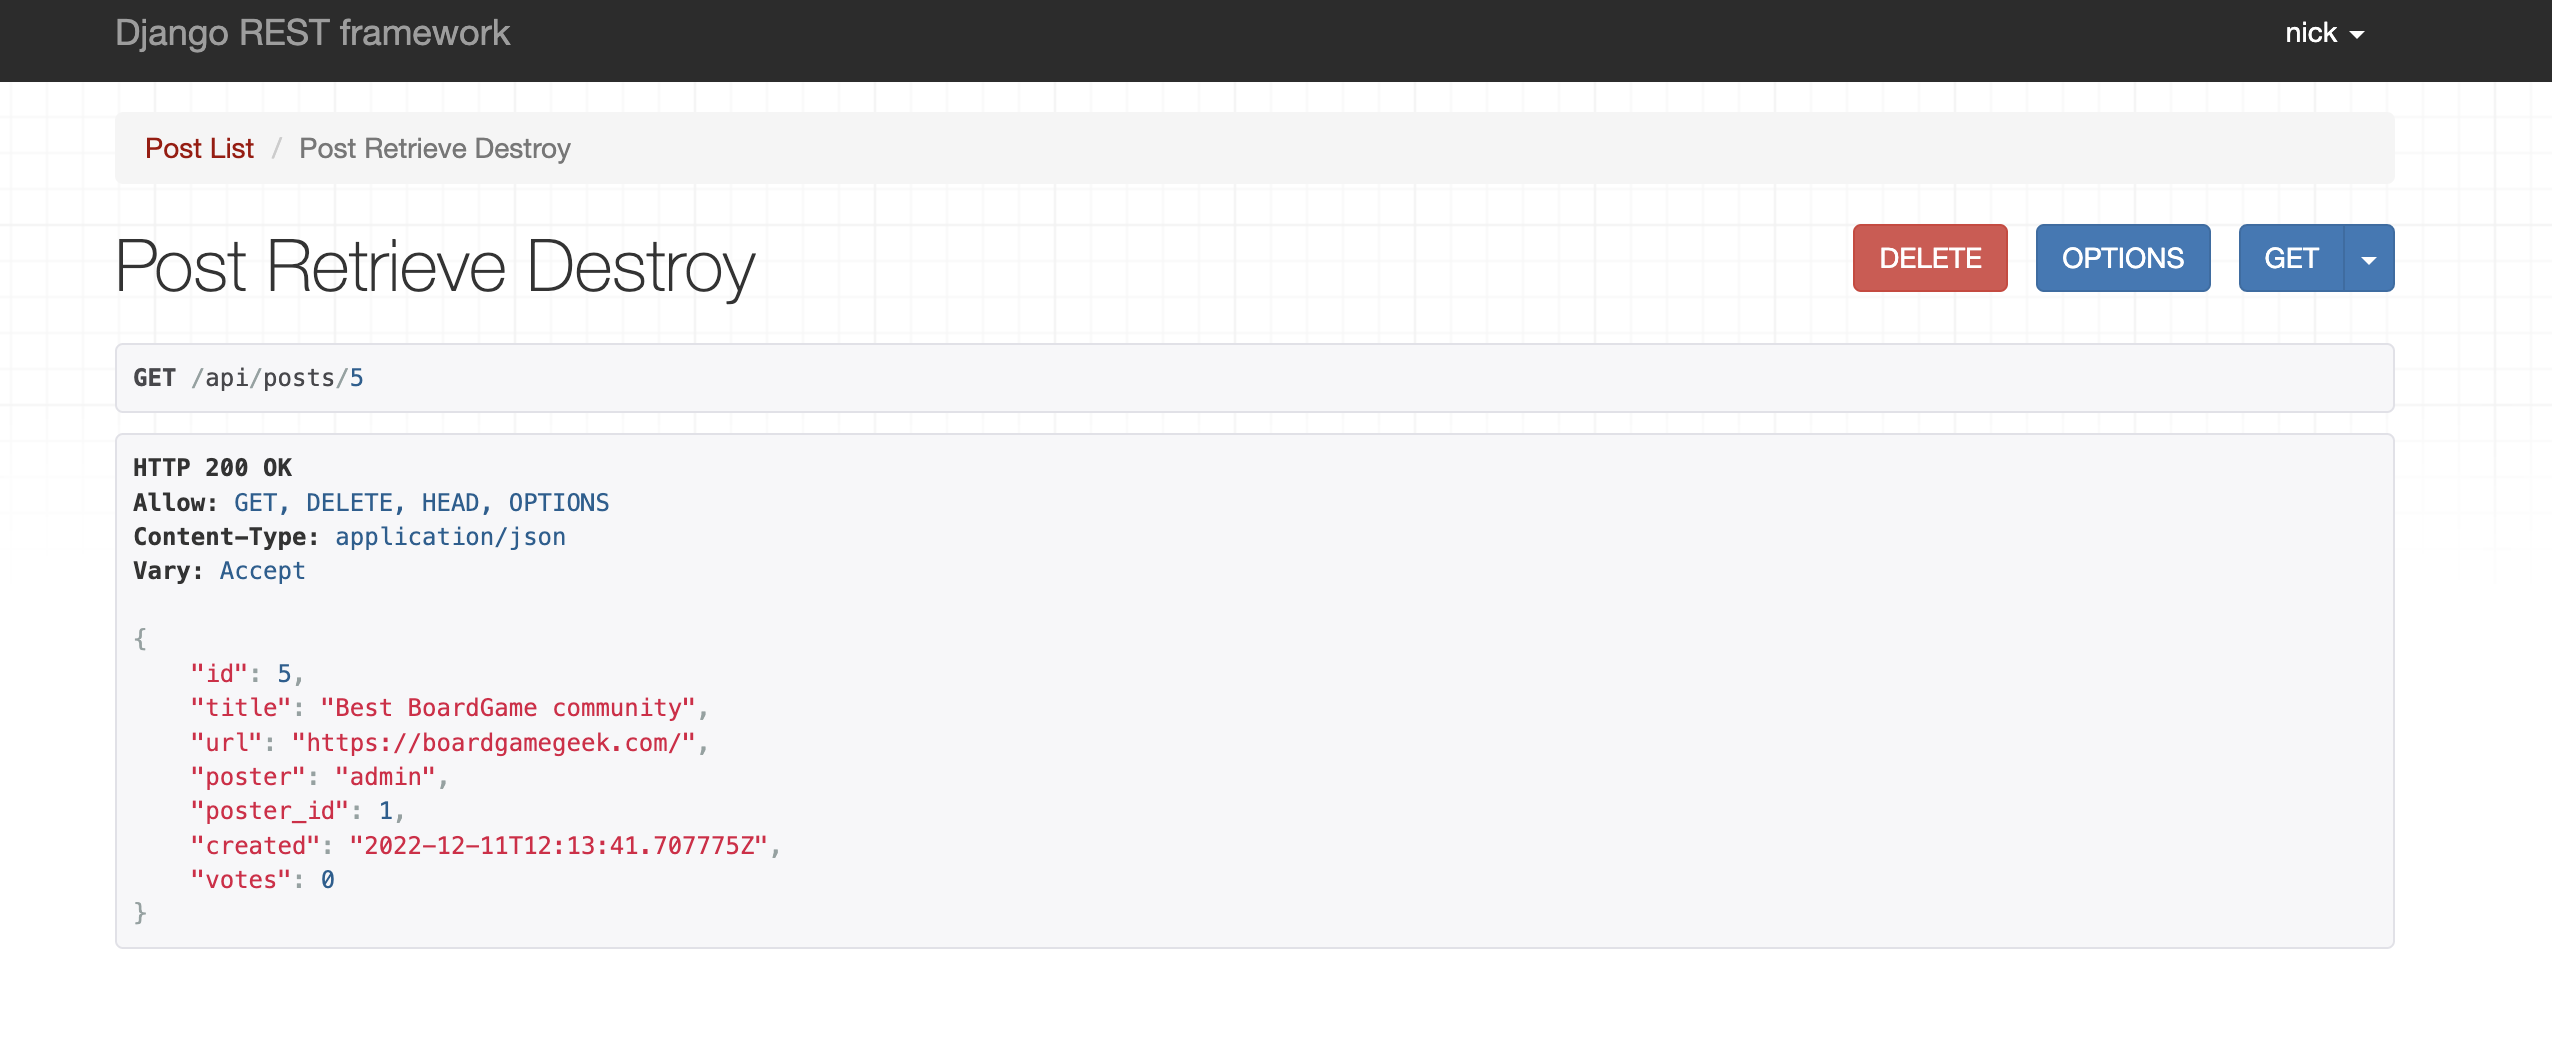 Django REST framework
nick
Post List / Post Retrieve Destroy
Post Retrieve Destroy
DELETE
OPTIONS
GET
GET /api/posts/5
HTTP 200 OK
Allow: GET, DELETE, HEAD, OPTIONS
Content-Type: application/json
Vary: Accept
{
    "id": 5,
    "title": "Best BoardGame community",
    "url": "https://boardgamegeek.com/",
    "poster": "admin",
    "poster_id": 1,
    "created": "2022-12-11T12:13:41.707775Z",
    "votes": 0
}